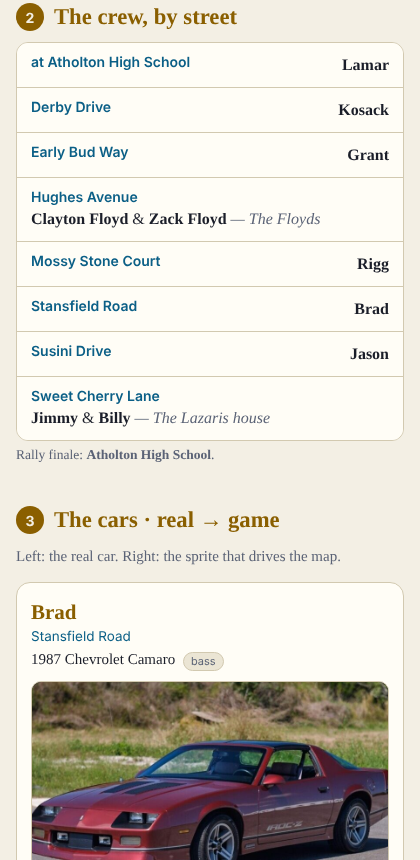 2 The crew, by street
at Atholton High School Lamar
Derby Drive Kosack
Early Bud Way Grant
Hughes Avenue
Clayton Floyd & Zack Floyd — The Floyds
Mossy Stone Court Rigg
Stansfield Road Brad
Susini Drive Jason
Sweet Cherry Lane
Jimmy & Billy — The Lazaris house
Rally finale: Atholton High School.
3 The cars · real → game
Left: the real car. Right: the sprite that drives the map.
Brad
Stansfield Road
1987 Chevrolet Camaro bass